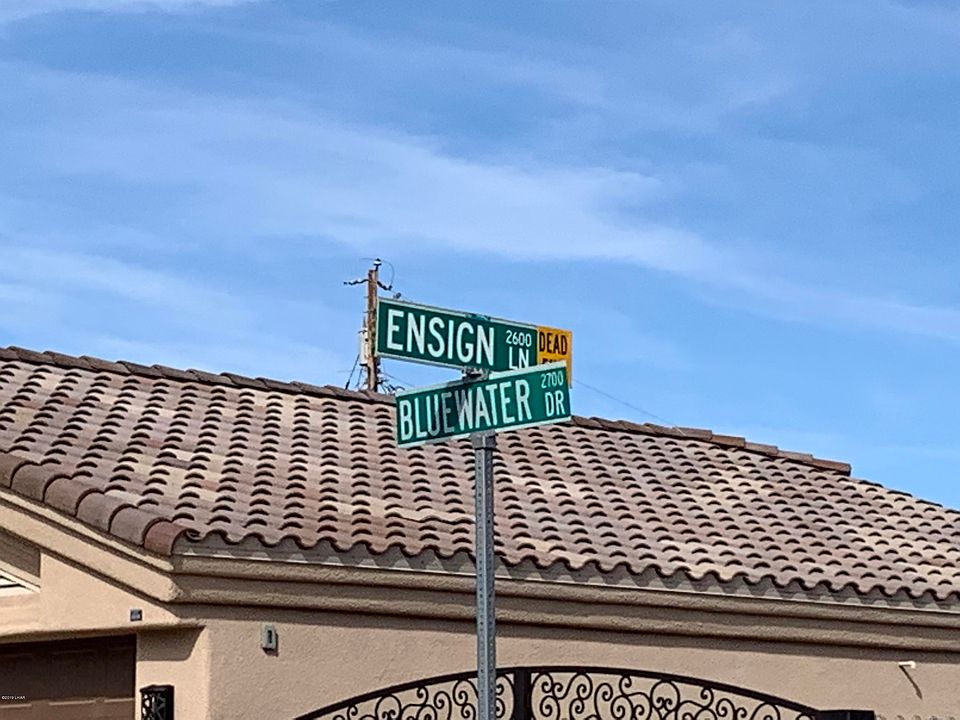 ENSIGN 2600 LN
DEAD
BLUEWATER 2700 DR